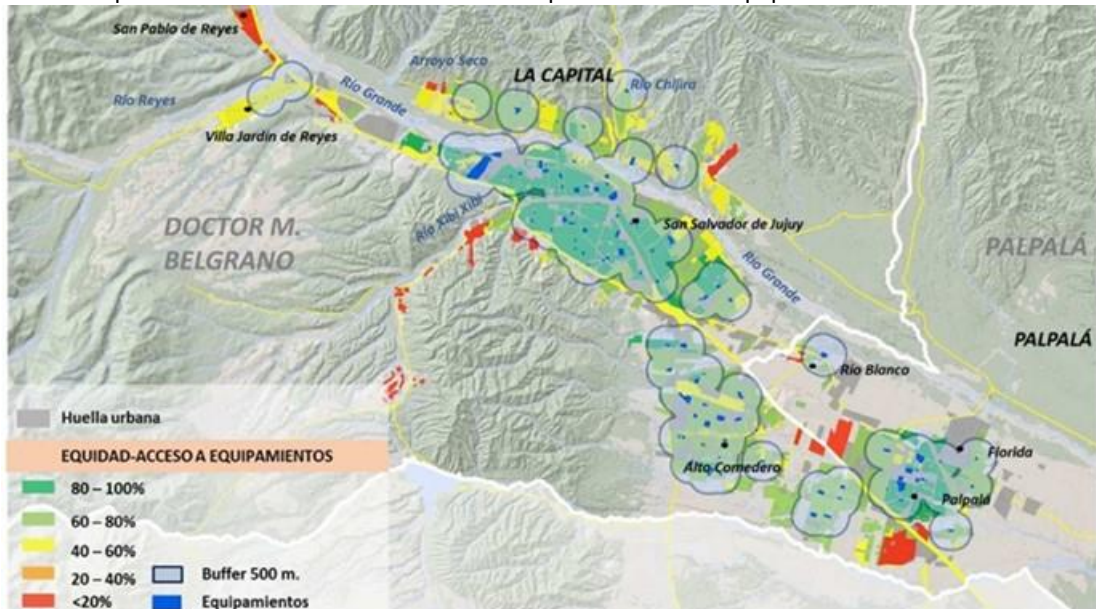 San Pablo de Reyes
Arroyo Seco
LA CAPITAL
Río Chijira
Río Reyes
Río Grande
Villa Jardín de Reyes
Río Xibi Xibi
San Salvador de Jujuy
DOCTOR M.
BELGRANO
PALPALÁ
Río Grande
PALPALÁ
Río Blanco
Huella urbana
EQUIDAD-ACCESO A EQUIPAMIENTOS
Florida
Alto Comedero
80 – 100%
Palpalá
60 – 80%
40 – 60%
20 – 40%
Buffer 500 m.
<20%
Equipamientos